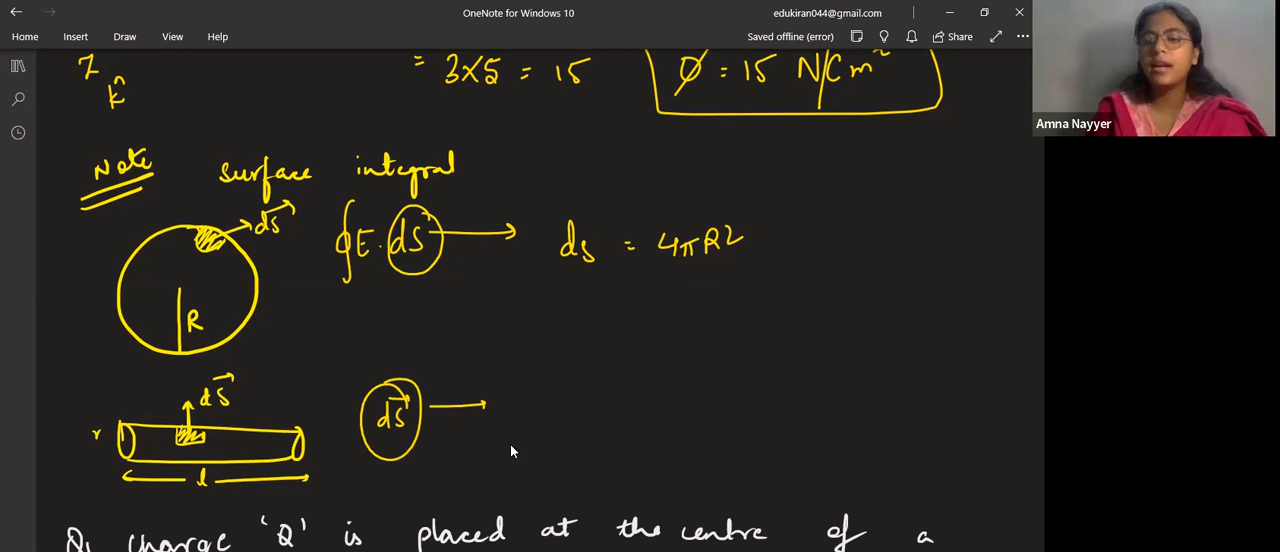 OneNote for Windows 10
edukiran044@gmail.com
Home Insert Draw View Help
Saved offline (error)
Share
Amna Nayyer
z
k̂
= 3×5 = 15
ϕ = 15 N/C m²
Note surface integral
dS⃗
∮E. dS⃗ → ds = 4πR2
R
dS⃗
r
l
dS⃗ →
Q, charge 'Q' is placed at the centre of a